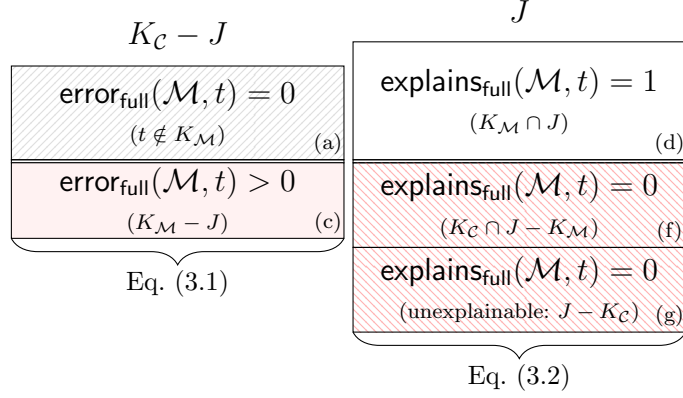 K_C − J
error_full(M, t) = 0
(t ∉ K_M)
(a)
error_full(M, t) > 0
(K_M − J)
(c)
Eq. (3.1)
J
explains_full(M, t) = 1
(K_M ∩ J)
(d)
explains_full(M, t) = 0
(K_C ∩ J − K_M)
(f)
explains_full(M, t) = 0
(unexplainable: J − K_C)
(g)
Eq. (3.2)